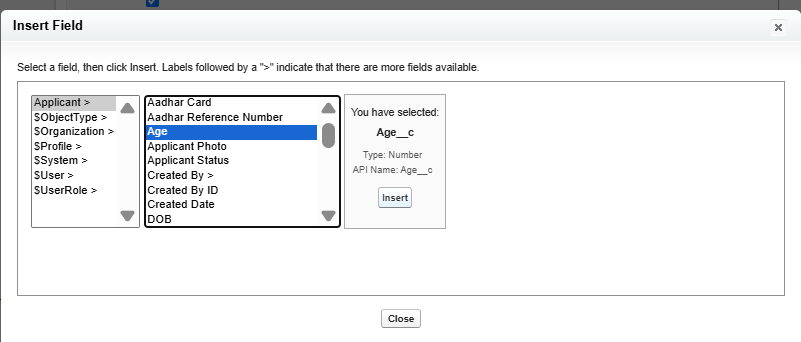 Insert Field
Select a field, then click Insert. Labels followed by a ">" indicate that there are more fields available.
Applicant >
$ObjectType >
$Organization >
$Profile >
$System >
$User >
$UserRole >
Aadhar Card
Aadhar Reference Number
Age
Applicant Photo
Applicant Status
Created By >
Created By ID
Created Date
DOB
You have selected:
Age__c
Type: Number
API Name: Age__c
Insert
Close